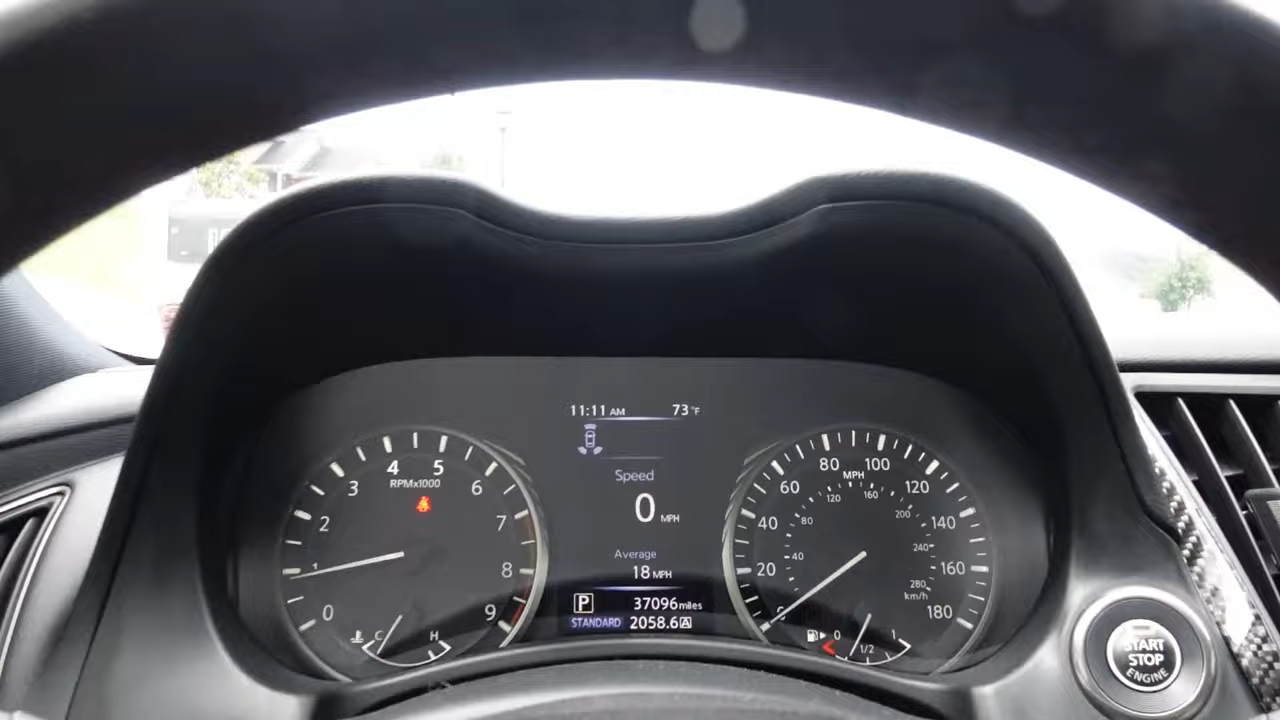 11:11 AM 73 °F
Speed
0 MPH
Average
18 MPH
P 37096 miles
STANDARD 2058.6 A
0 1 2 3 4 5 6 7 8 9
RPMx1000
C H
0 20 40 60 80 100 120 140 160 180
MPH
40 80 120 160 200 240 280
km/h
0 1/2 1
START
STOP
ENGINE